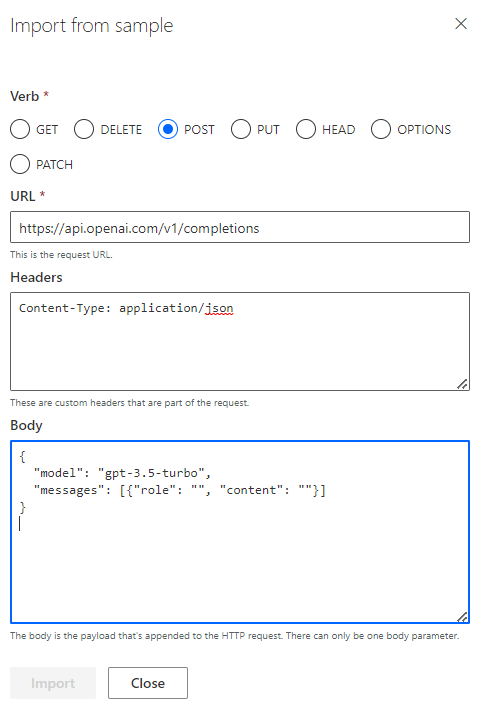 Import from sample
Verb *
GET DELETE POST PUT HEAD OPTIONS
PATCH
URL *
https://api.openai.com/v1/completions
This is the request URL.
Headers
Content-Type: application/json
These are custom headers that are part of the request.
Body
{
  "model": "gpt-3.5-turbo",
  "messages": [{"role": "", "content": ""}]
}
The body is the payload that's appended to the HTTP request. There can only be one body parameter.
Import Close